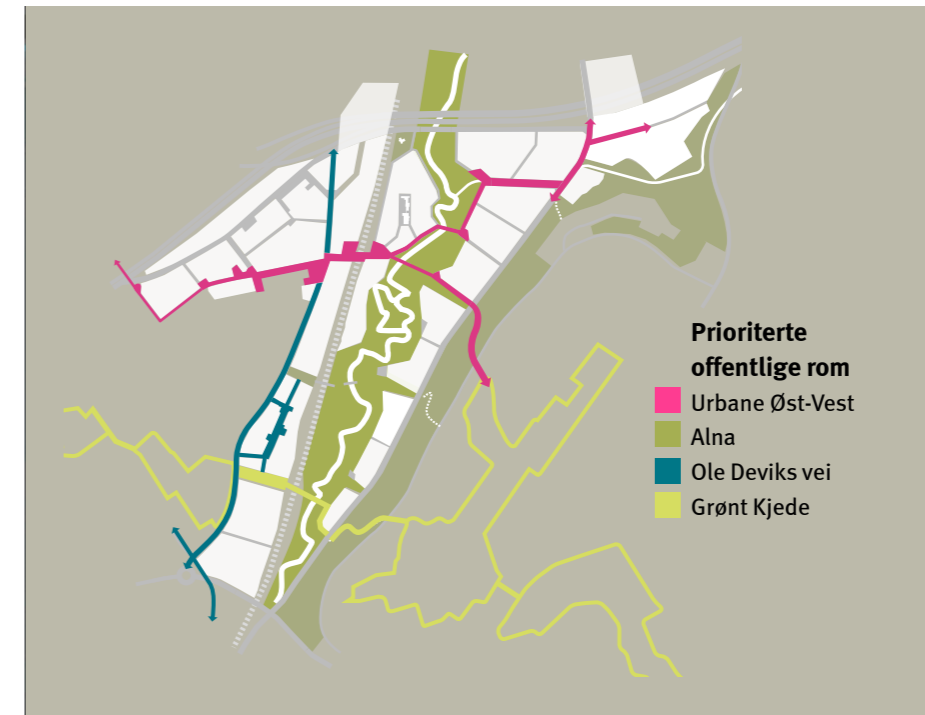 Prioriterte
offentlige rom
Urbane Øst-Vest
Alna
Ole Deviks vei
Grønt Kjede